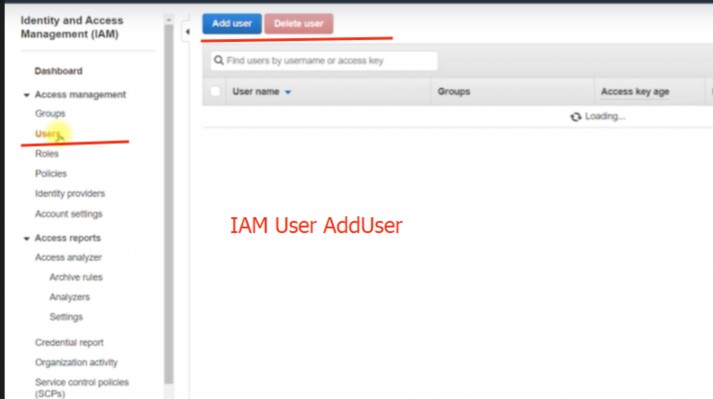 Identity and Access
Management (IAM)
Add user
Delete user
Find users by username or access key
Dashboard
Access management
Groups
Users
Roles
Policies
Identity providers
Account settings
Access reports
Access analyzer
Archive rules
Analyzers
Settings
Credential report
Organization activity
Service control policies
(SCPs)
User name
Groups
Access key age
Loading...
IAM User AddUser